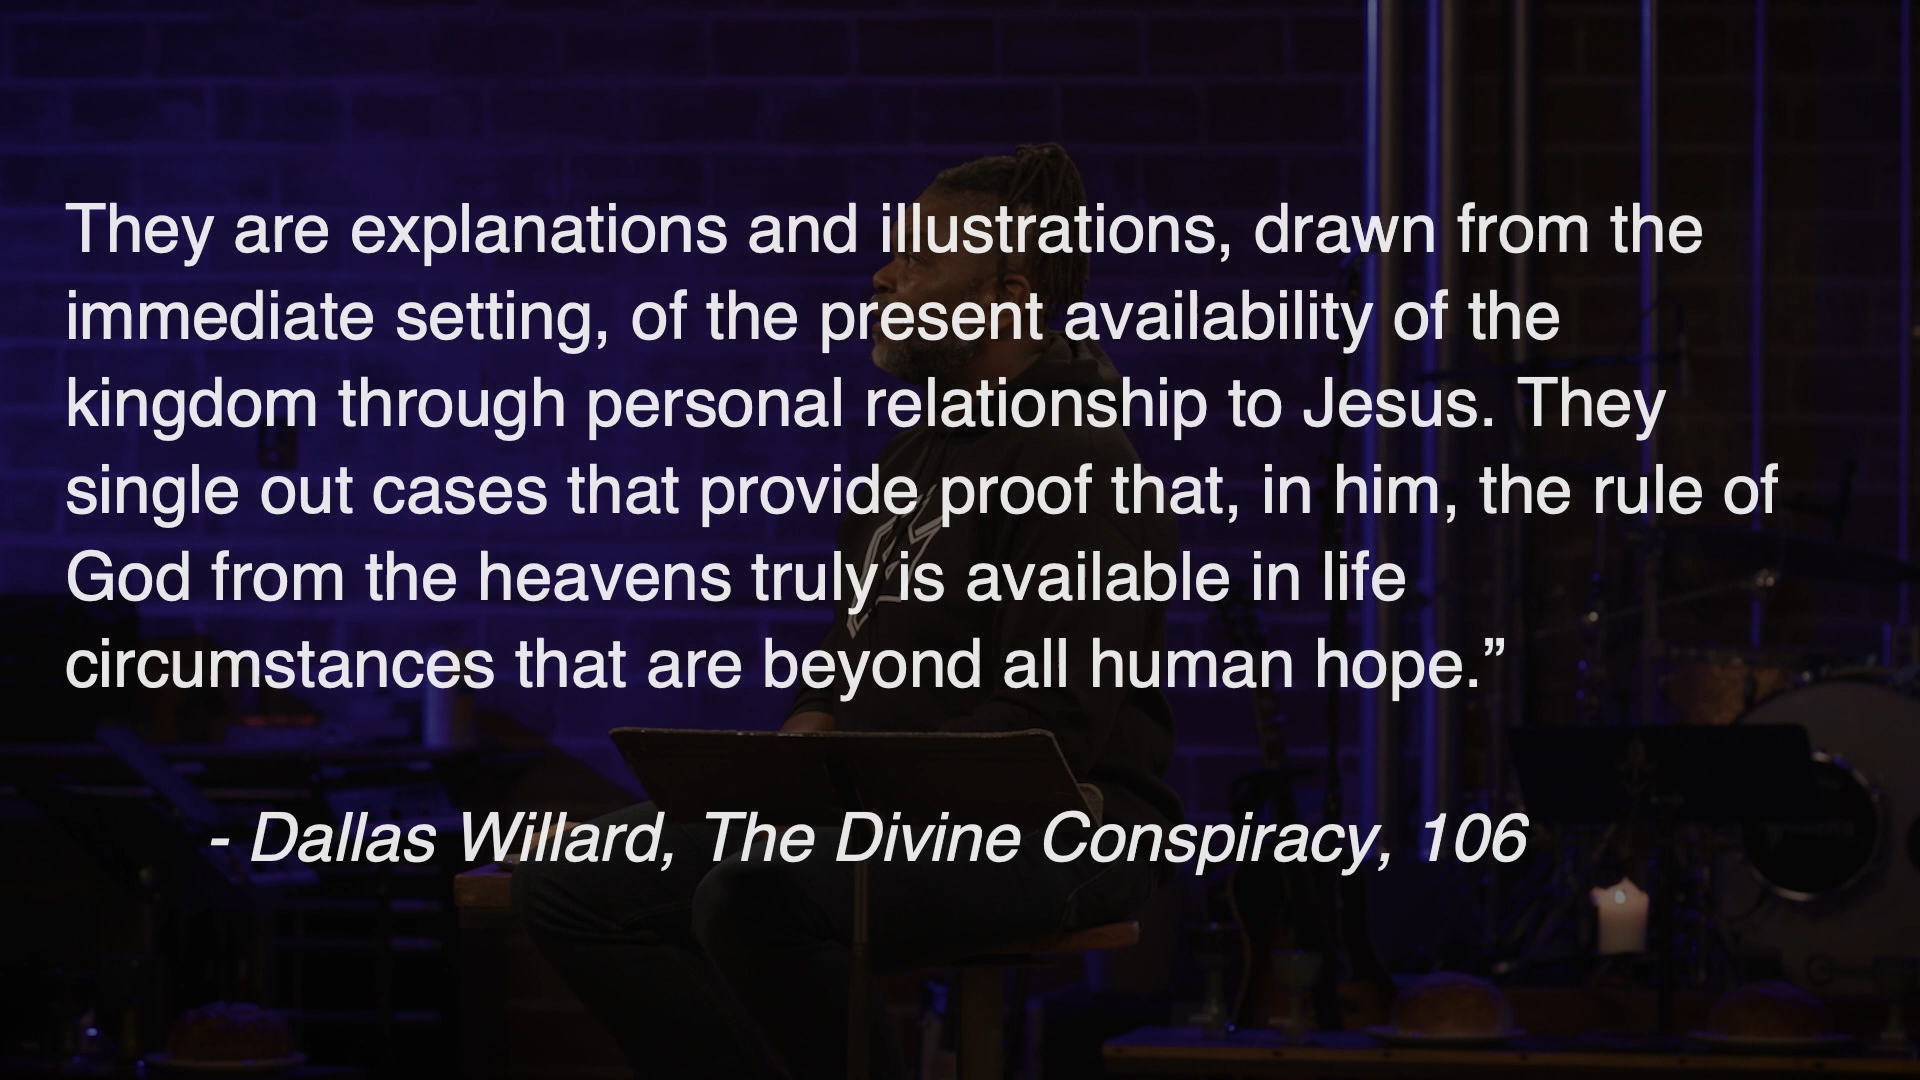 They are explanations and illustrations, drawn from the
immediate setting, of the present availability of the
kingdom through personal relationship to Jesus. They
single out cases that provide proof that, in him, the rule of
God from the heavens truly is available in life
circumstances that are beyond all human hope.”
- Dallas Willard, The Divine Conspiracy, 106